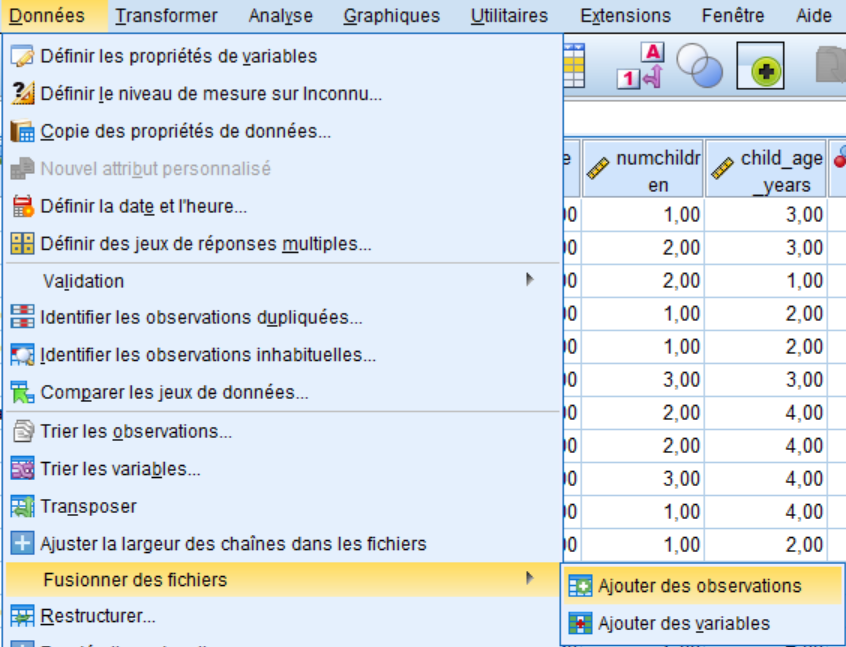 Données Transformer Analyse Graphiques Utilitaires Extensions Fenêtre Aide
Définir les propriétés de variables
Définir le niveau de mesure sur Inconnu...
Copie des propriétés de données...
Nouvel attribut personnalisé
Définir la date et l'heure...
Définir des jeux de réponses multiples...
Validation
Identifier les observations dupliquées...
Identifier les observations inhabituelles...
Comparer les jeux de données...
Trier les observations...
Trier les variables...
Transposer
Ajuster la largeur des chaînes dans les fichiers
Fusionner des fichiers
Restructurer...
Ajouter des observations
Ajouter des variables
A
1
numchildr
en
child_age
_years
1,00 3,00
2,00 3,00
2,00 1,00
1,00 2,00
1,00 2,00
3,00 3,00
2,00 4,00
2,00 4,00
3,00 4,00
1,00 4,00
1,00 2,00